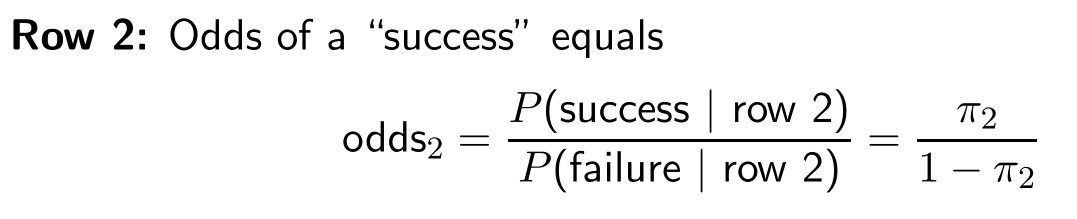 Row 2: Odds of a “success” equals
odds₂ = P(success | row 2) / P(failure | row 2) = π₂ / 1 − π₂